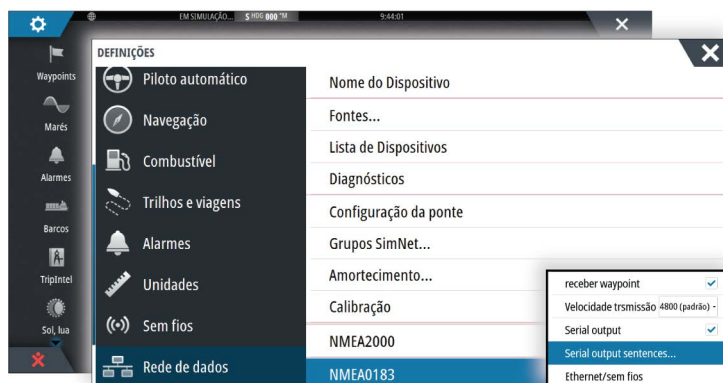 EM SIMULAÇÃO... S HDG 000 °M 9:44:01
Waypoints
Marés
Alarmes
Barcos
TripIntel
Sol, lua
DEFINIÇÕES
Piloto automático
Navegação
Combustível
Trilhos e viagens
Alarmes
Unidades
Sem fios
Rede de dados
Nome do Dispositivo
Fontes...
Lista de Dispositivos
Diagnósticos
Configuração da ponte
Grupos SimNet...
Amortecimento...
Calibração
NMEA2000
NMEA0183
receber waypoint
Velocidade trsmissão 4800 (padrão)
Serial output
Serial output sentences...
Ethernet/sem fios